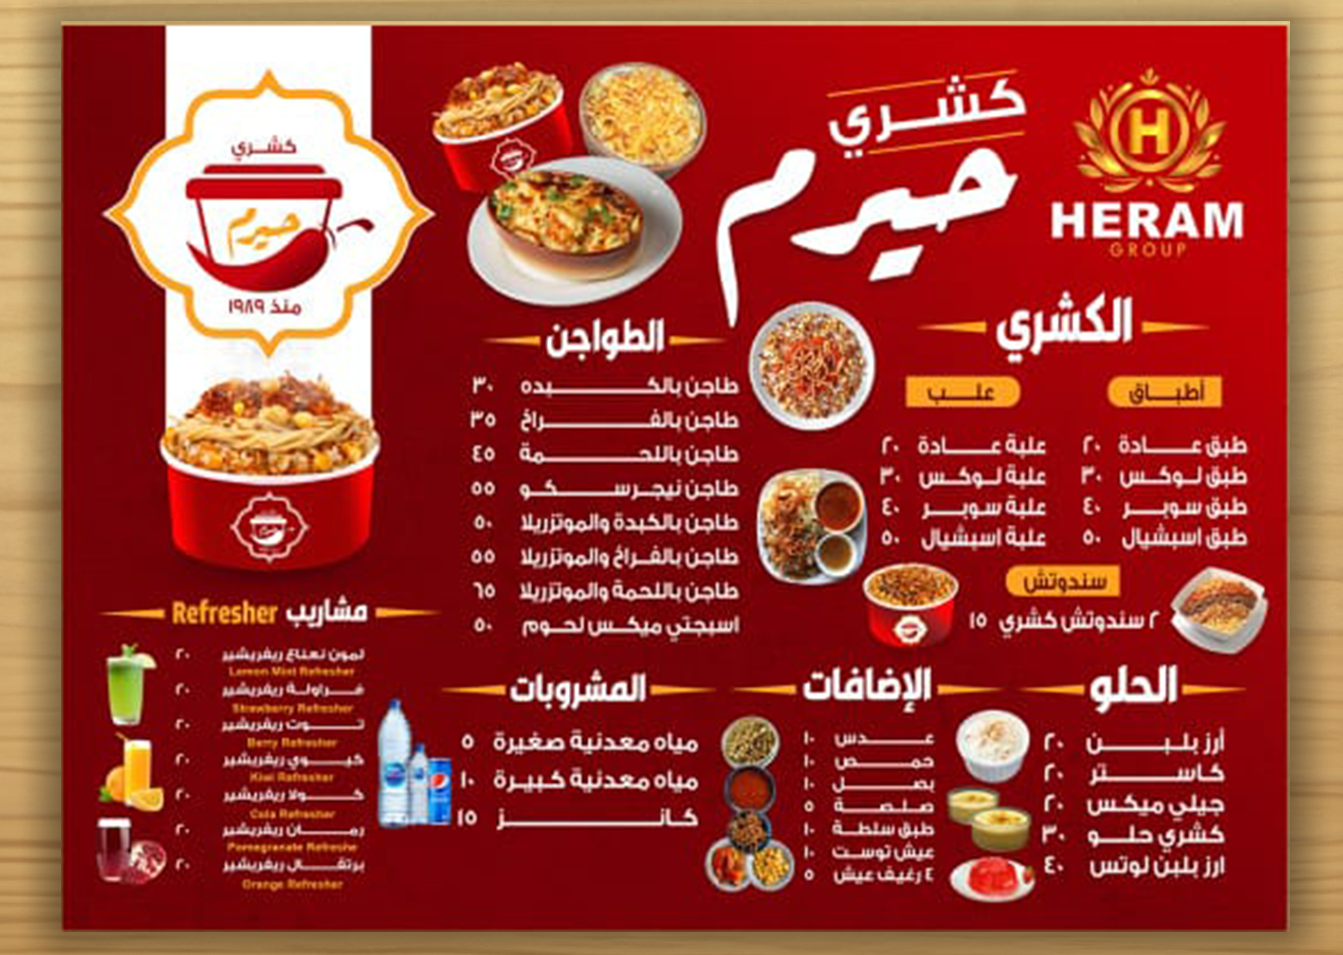 كشري
حيرم
منذ ١٩٨٩
كشري
حيرم
H
HERAM
GROUP
الكشري
أطباق
طبق عادة ٢٠
طبق لوكس ٣٠
طبق سوبر ٤٠
طبق اسبشيال ٥٠
علب
علبة عادة ٢٠
علبة لوكس ٣٠
علبة سوبر ٤٠
علبة اسبشيال ٥٠
سندوتش
٢ سندوتش كشري ١٥
الطواجن
طاجن بالكبده ٣٠
طاجن بالفراخ ٣٥
طاجن باللحمة ٤٥
طاجن نيجرسكو ٥٥
طاجن بالكبدة والموتزريلا ٥٠
طاجن بالفراخ والموتزريلا ٥٥
طاجن باللحمة والموتزريلا ٦٥
اسبجتي ميكس لحوم ٥٠
الحلو
أرز بلبن ٢٠
كاستر ٢٠
جيلي ميكس ٢٠
كشري حلو ٣٠
ارز بلبن لوتس ٤٠
الإضافات
عدس ١٠
حمص ١٠
بصل ١٠
صلصة ٥
طبق سلطة ١٠
عيش توست ١٠
٤ رغيف عيش ٥
المشروبات
مياه معدنية صغيرة ٥
مياه معدنية كبيرة ١٠
كانز ١٥
مشاريب Refresher
لمون نعناع ريفريشير ٢٠
Lemon Mint Refresher
فراولة ريفريشير ٢٠
Strawberry Refresher
توت ريفريشير ٢٠
Berry Refresher
كيوي ريفريشير ٢٠
Kiwi Refresher
كولا ريفريشير ٢٠
Cola Refresher
رمان ريفريشير ٢٠
Pomegranate Refreshe
برتقال ريفريشير ٢٠
Orange Refresher